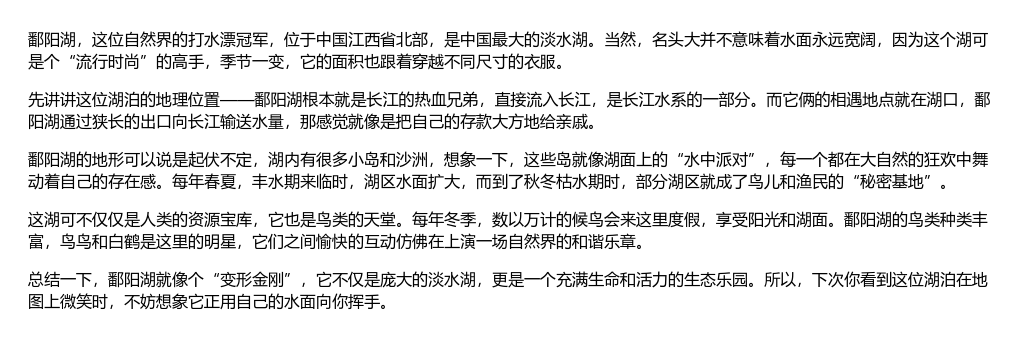 鄱阳湖，这位自然界的打水漂冠军，位于中国江西省北部，是中国最大的淡水湖。当然，名头大并不意味着水面永远宽阔，因为这个湖可
是个“流行时尚”的高手，季节一变，它的面积也跟着穿越不同尺寸的衣服。
先讲讲这位湖泊的地理位置——鄱阳湖根本就是长江的热血兄弟，直接流入长江，是长江水系的一部分。而它俩的相遇地点就在湖口，鄱
阳湖通过狭长的出口向长江输送水量，那感觉就像是把自己的存款大方地给亲戚。
鄱阳湖的地形可以说是起伏不定，湖内有很多小岛和沙洲，想象一下，这些岛就像湖面上的“水中派对”，每一个都在大自然的狂欢中舞
动着自己的存在感。每年春夏，丰水期来临时，湖区水面扩大，而到了秋冬枯水期时，部分湖区就成了鸟儿和渔民的“秘密基地”。
这湖可不仅仅是人类的资源宝库，它也是鸟类的天堂。每年冬季，数以万计的候鸟会来这里度假，享受阳光和湖面。鄱阳湖的鸟类种类丰
富，鸟鸟和白鹤是这里的明星，它们之间愉快的互动仿佛在上演一场自然界的和谐乐章。
总结一下，鄱阳湖就像个“变形金刚”，它不仅是庞大的淡水湖，更是一个充满生命和活力的生态乐园。所以，下次你看到这位湖泊在地
图上微笑时，不妨想象它正用自己的水面向你挥手。